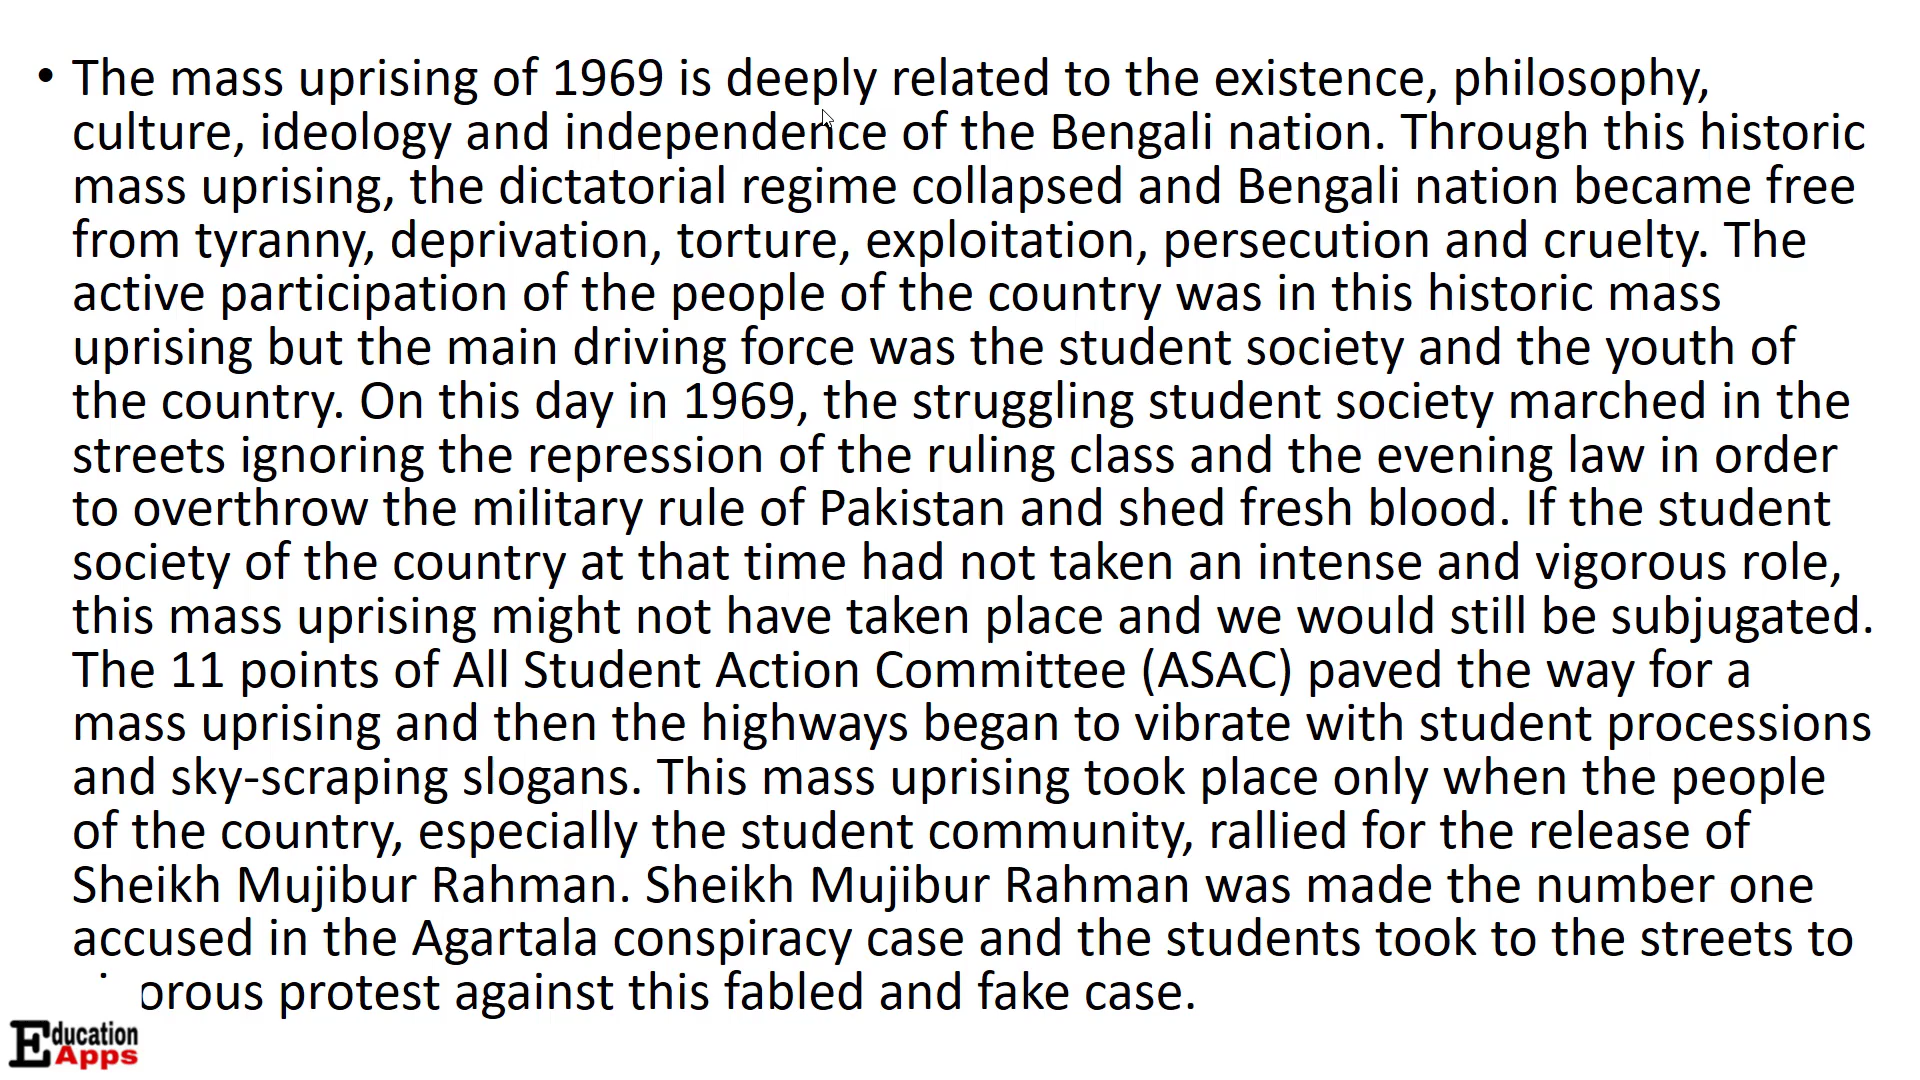 • The mass uprising of 1969 is deeply related to the existence, philosophy,
culture, ideology and independence of the Bengali nation. Through this historic
mass uprising, the dictatorial regime collapsed and Bengali nation became free
from tyranny, deprivation, torture, exploitation, persecution and cruelty. The
active participation of the people of the country was in this historic mass
uprising but the main driving force was the student society and the youth of
the country. On this day in 1969, the struggling student society marched in the
streets ignoring the repression of the ruling class and the evening law in order
to overthrow the military rule of Pakistan and shed fresh blood. If the student
society of the country at that time had not taken an intense and vigorous role,
this mass uprising might not have taken place and we would still be subjugated.
The 11 points of All Student Action Committee (ASAC) paved the way for a
mass uprising and then the highways began to vibrate with student processions
and sky-scraping slogans. This mass uprising took place only when the people
of the country, especially the student community, rallied for the release of
Sheikh Mujibur Rahman. Sheikh Mujibur Rahman was made the number one
accused in the Agartala conspiracy case and the students took to the streets to
protest against this fabled and fake case.
Education
Apps